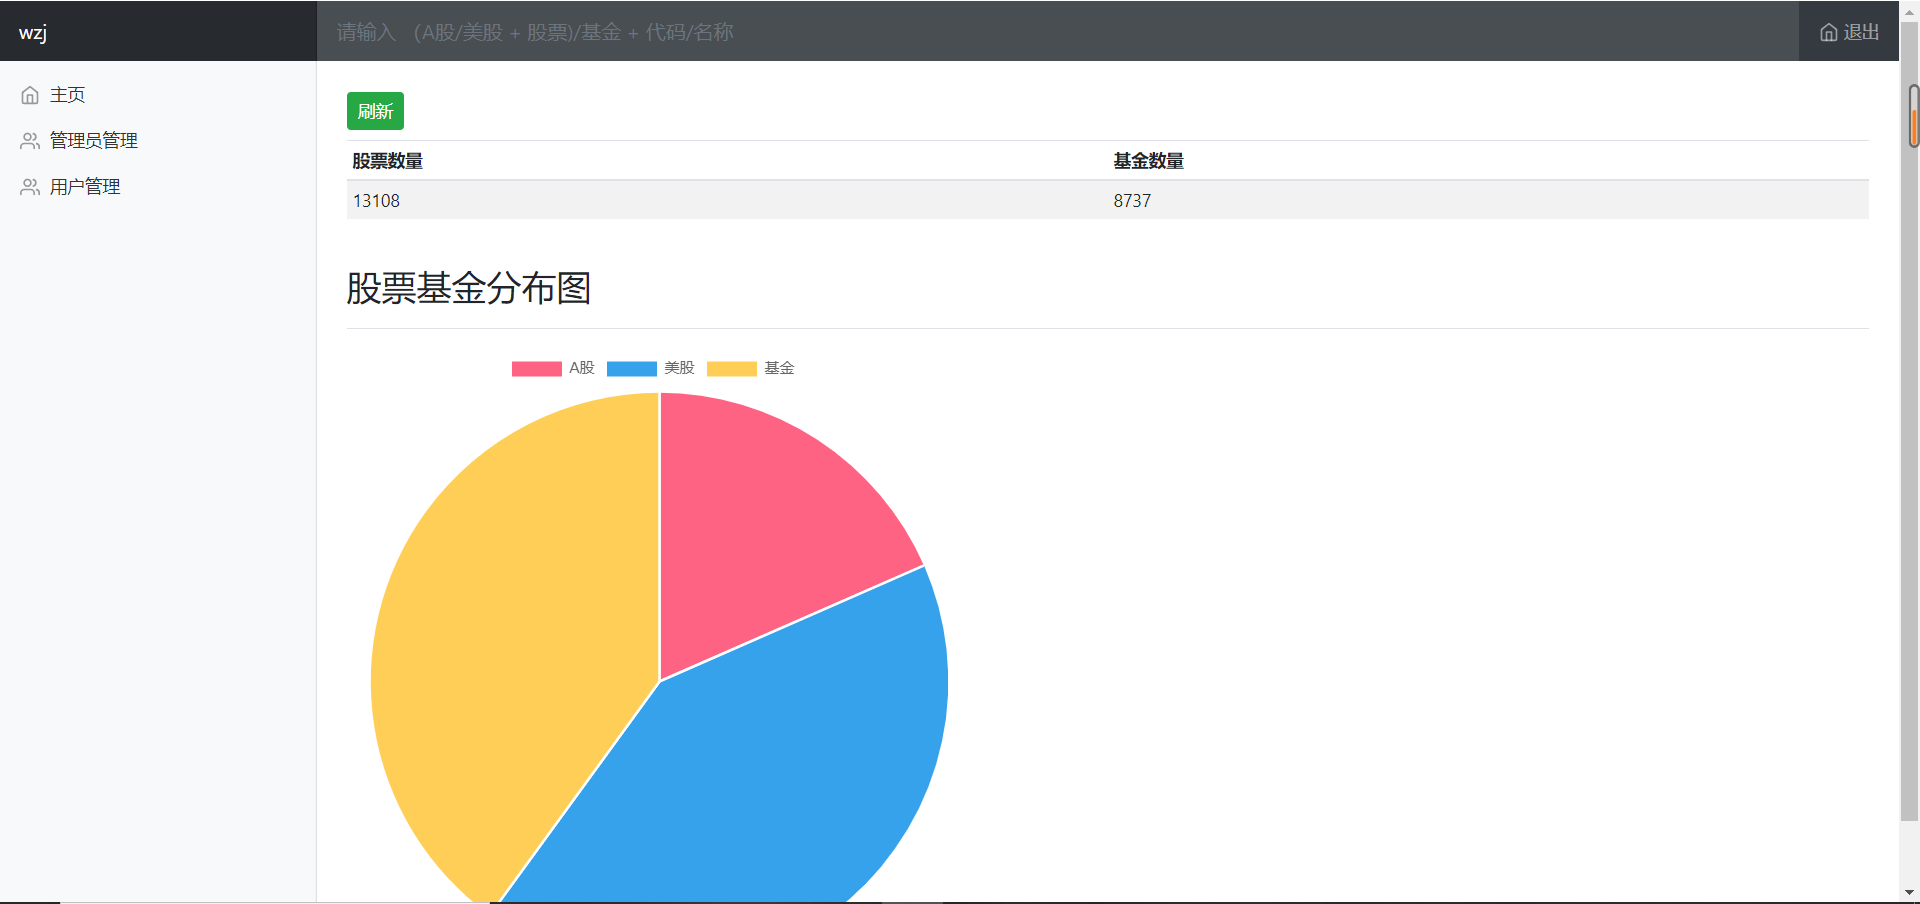 wzj
请输入 （A股/美股 + 股票)/基金 + 代码/名称
退出
主页
管理员管理
用户管理
刷新
股票数量 基金数量
13108 8737
股票基金分布图
A股 美股 基金